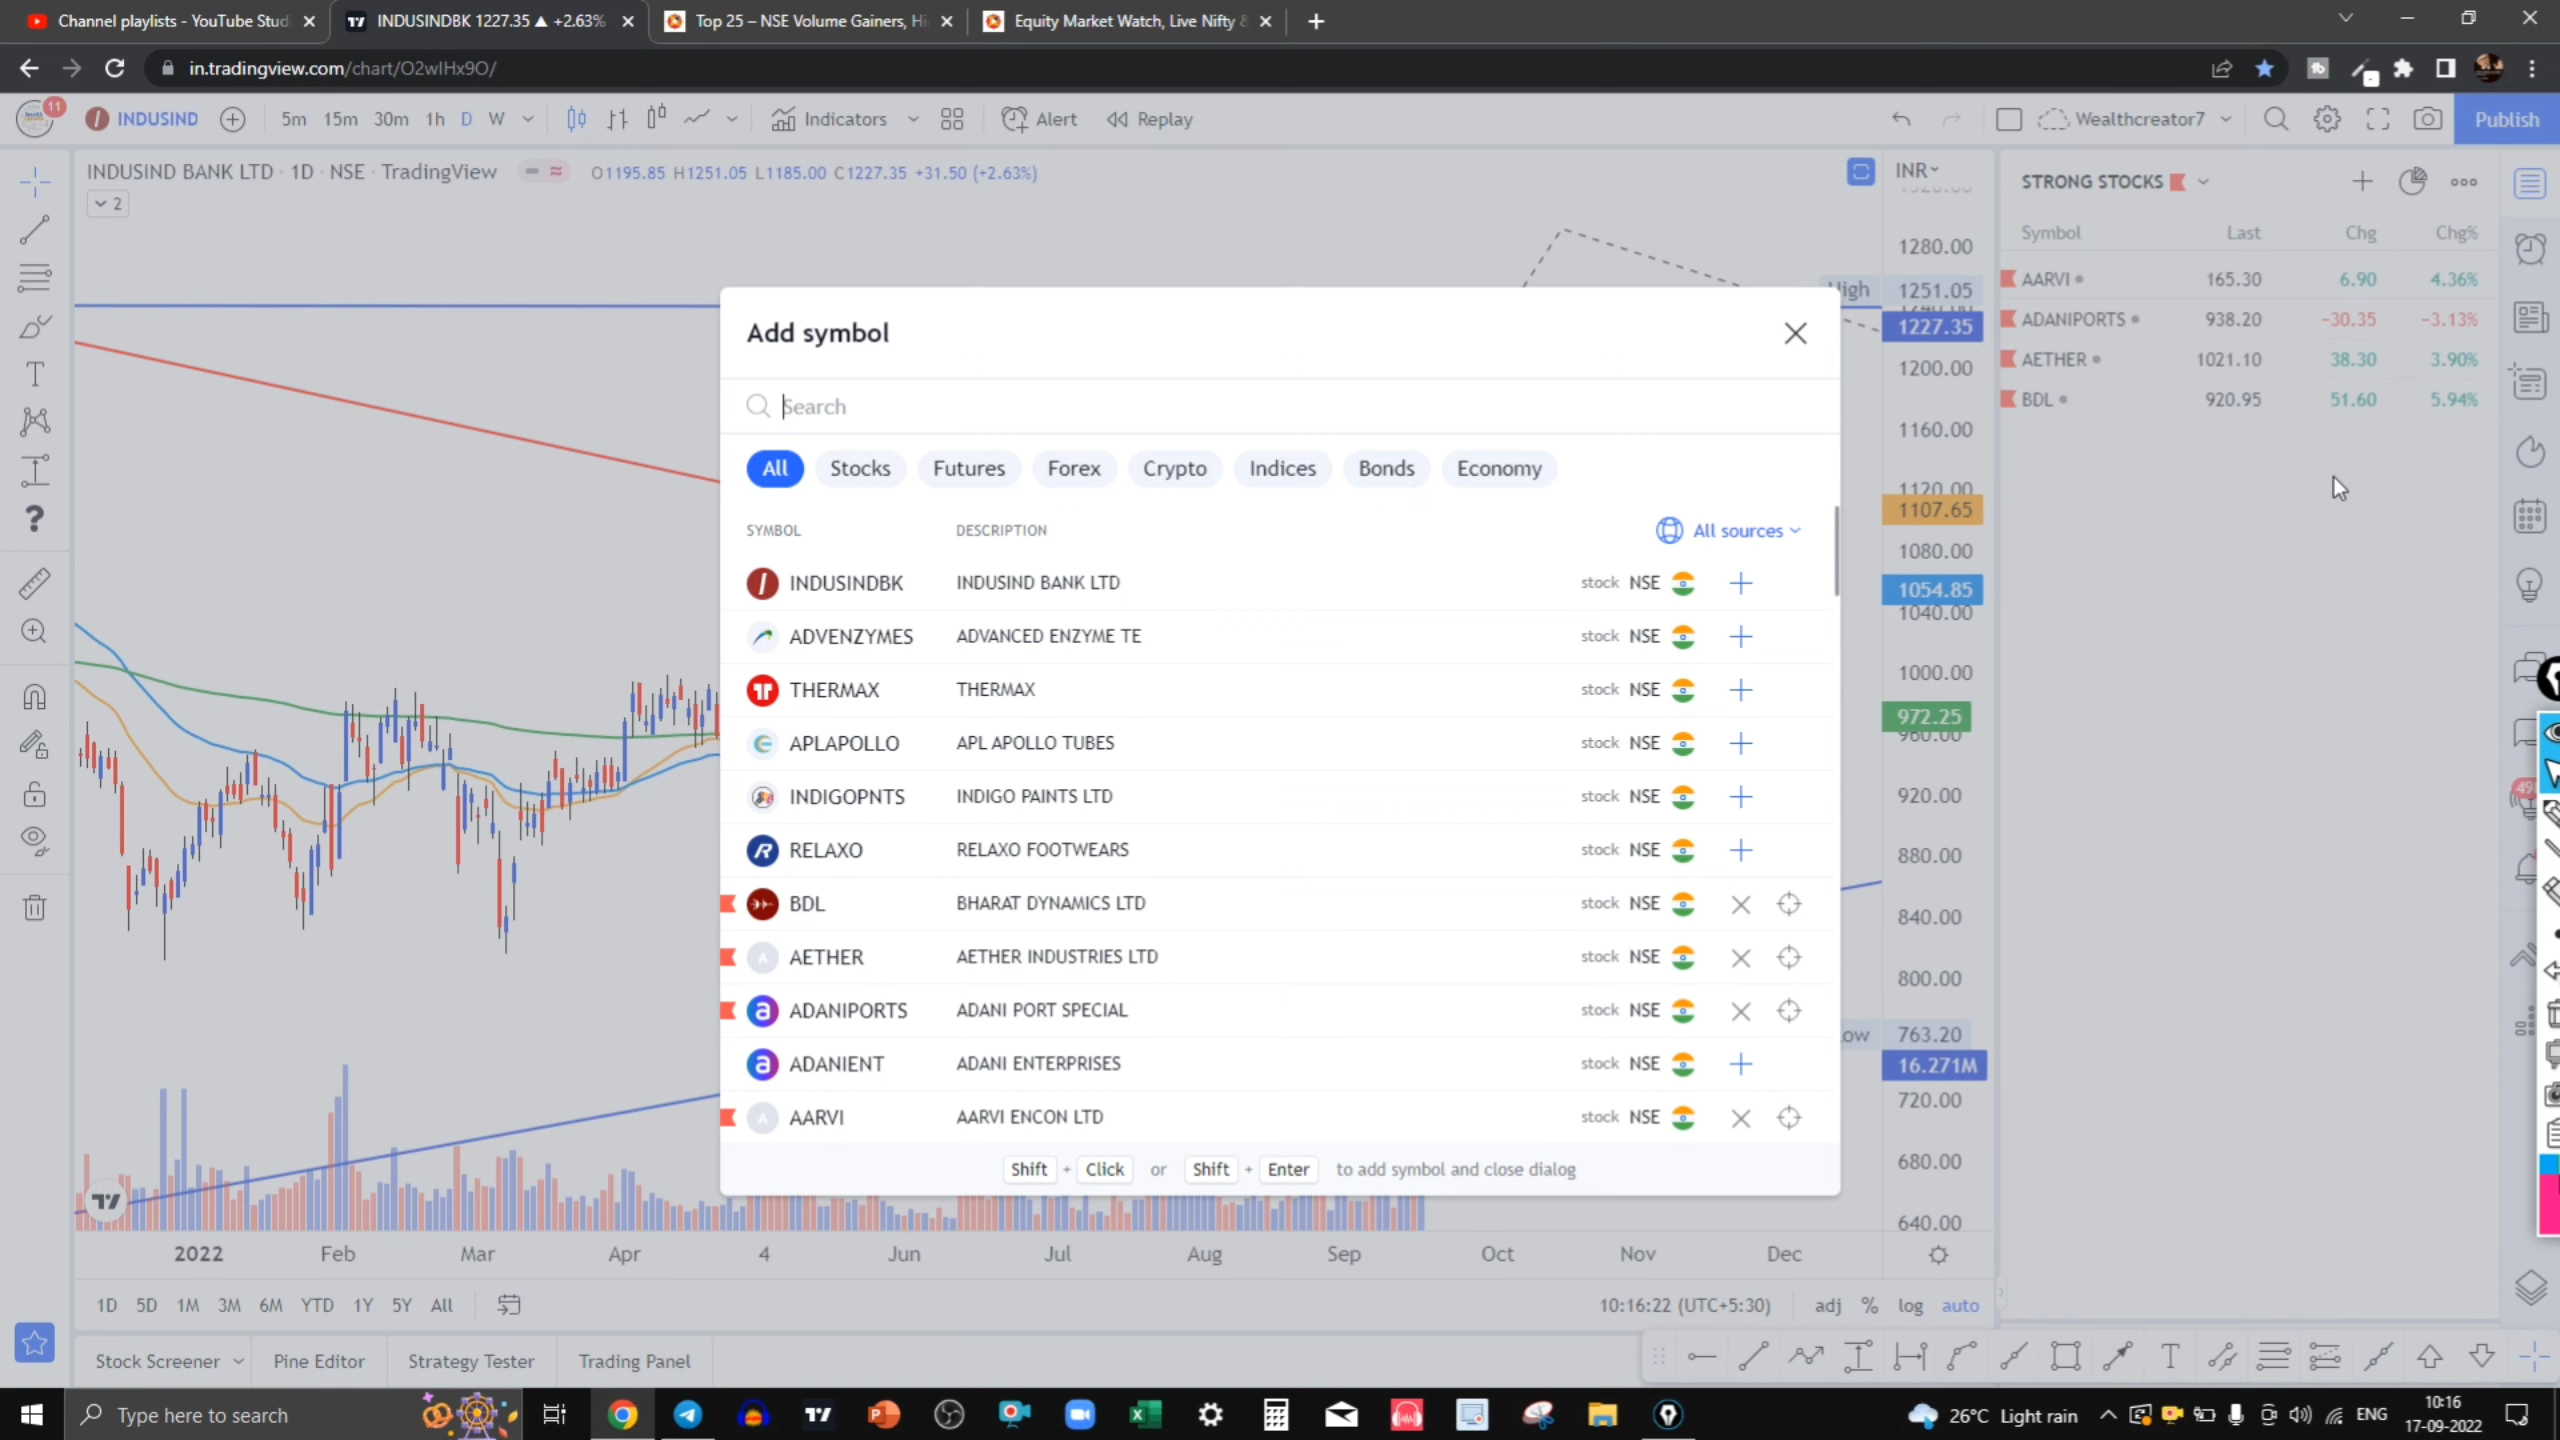 Channel playlists - YouTube Stud
INDUSINDBK 1227.35 ▲ +2.63%
Top 25 – NSE Volume Gainers, Hi
Equity Market Watch, Live Nifty &
in.tradingview.com/chart/O2wIHx9O/
11
INDUSIND
5m 15m 30m 1h D W
Indicators
Alert
Replay
Wealthcreator7
Publish
INDUSIND BANK LTD · 1D · NSE · TradingView
O1195.85 H1251.05 L1185.00 C1227.35 +31.50 (+2.63%)
2
INR
STRONG STOCKS
Symbol Last Chg Chg%
AARVI 165.30 6.90 4.36%
ADANIPORTS 938.20 −30.35 −3.13%
AETHER 1021.10 38.30 3.90%
BDL 920.95 51.60 5.94%
1280.00
High 1251.05
1227.35
1200.00
1160.00
1120.00
1107.65
1080.00
1054.85
1040.00
1000.00
972.25
960.00
920.00
880.00
840.00
800.00
763.20
16.271M
720.00
680.00
640.00
Add symbol
Search
All Stocks Futures Forex Crypto Indices Bonds Economy
SYMBOL DESCRIPTION All sources
INDUSINDBK INDUSIND BANK LTD stock NSE
ADVENZYMES ADVANCED ENZYME TE stock NSE
THERMAX THERMAX stock NSE
APLAPOLLO APL APOLLO TUBES stock NSE
INDIGOPNTS INDIGO PAINTS LTD stock NSE
RELAXO RELAXO FOOTWEARS stock NSE
BDL BHARAT DYNAMICS LTD stock NSE
AETHER AETHER INDUSTRIES LTD stock NSE
ADANIPORTS ADANI PORT SPECIAL stock NSE
ADANIENT ADANI ENTERPRISES stock NSE
AARVI AARVI ENCON LTD stock NSE
Shift + Click or Shift + Enter to add symbol and close dialog
2022 Feb Mar Apr 4 Jun Jul Aug Sep Oct Nov Dec
1D 5D 1M 3M 6M YTD 1Y 5Y All
10:16:22 (UTC+5:30) adj % log auto
Stock Screener Pine Editor Strategy Tester Trading Panel
Type here to search
26°C Light rain
ENG
10:16
17-09-2022